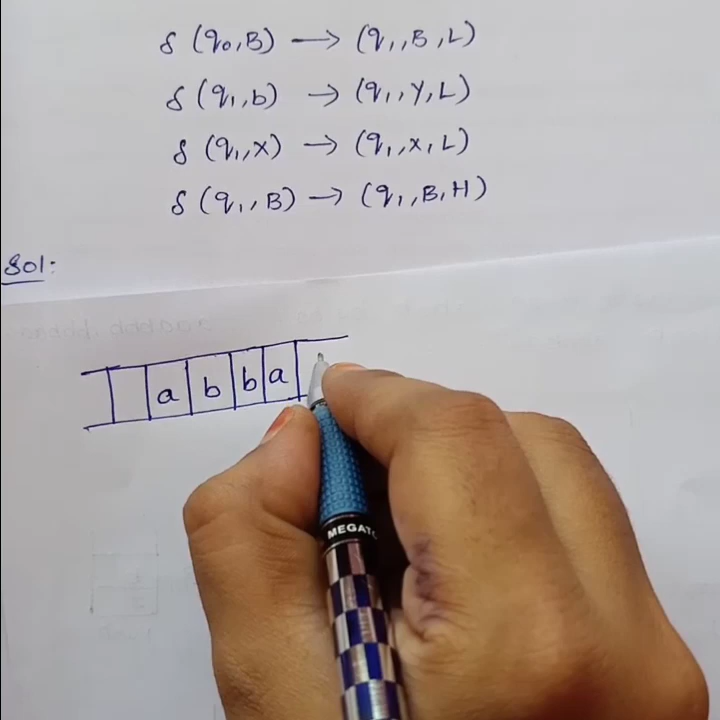 δ (q₀,B) → (q₁,B,L)
δ (q₁,b) → (q₁,Y,L)
δ (q₁,x) → (q₁,x,L)
δ (q₁,B) → (q₁,B,H)
Sol:
a b b a
MEGAT